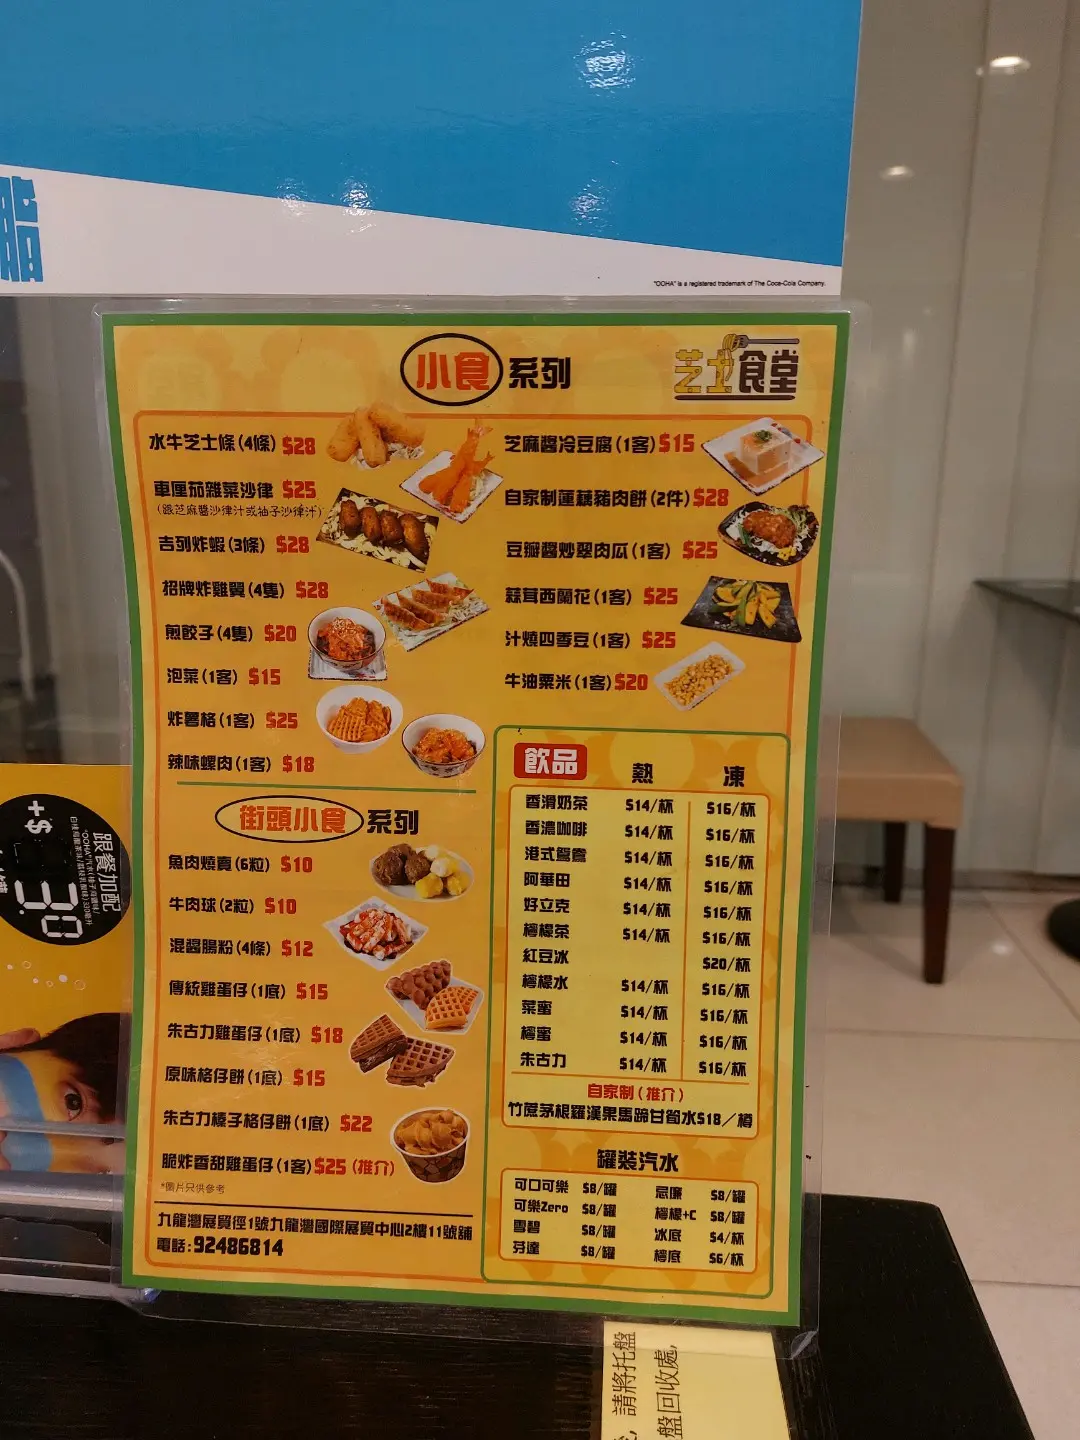 脂
"OOHA" is a registered trademark of The Coca-Cola Company.
小食系列
芝士食堂
水牛芝士條(4條) $28
車厘茄雜菜沙律 $25
(跟芝麻醬沙律汁或柚子沙律汁)
吉列炸蝦(3條) $28
招牌炸雞翼(4隻) $28
煎餃子(4隻) $20
泡菜(1客) $15
炸薯格(1客) $25
辣味螺肉(1客) $18
芝麻醬冷豆腐(1客) $15
自家制蓮藕豬肉餅(2件) $28
豆瓣醬炒翠肉瓜(1客) $25
蒜茸西蘭花(1客) $25
汁燒四季豆(1客) $25
牛油粟米(1客) $20
街頭小食系列
魚肉燒賣(6粒) $10
牛肉球(2粒) $10
混醬腸粉(4條) $12
傳統雞蛋仔(1底) $15
朱古力雞蛋仔(1底) $18
原味格仔餅(1底) $15
朱古力榛子格仔餅(1底) $22
脆炸香甜雞蛋仔(1客) $25 (推介)
*圖片只供參考
九龍灣展貿徑1號九龍灣國際展貿中心2樓11號舖
電話:92486814
飲品 熱 凍
香滑奶茶 $14/杯 $16/杯
香濃咖啡 $14/杯 $16/杯
港式鴛鴦 $14/杯 $16/杯
阿華田 $14/杯 $16/杯
好立克 $14/杯 $16/杯
檸檬茶 $14/杯 $16/杯
紅豆冰 $20/杯
檸檬水 $14/杯 $16/杯
菜蜜 $14/杯 $16/杯
檸蜜 $14/杯 $16/杯
朱古力 $14/杯 $16/杯
自家制(推介)
竹蔗茅根羅漢果馬蹄甘筍水$18/樽
罐裝汽水
可口可樂 $8/罐 忌廉 $8/罐
可樂Zero $8/罐 檸檬+C $8/罐
雪碧 $8/罐 冰底 $4/杯
芬達 $8/罐 檸底 $6/杯
跟餐加配
+$
請將托盤
盤回收處,